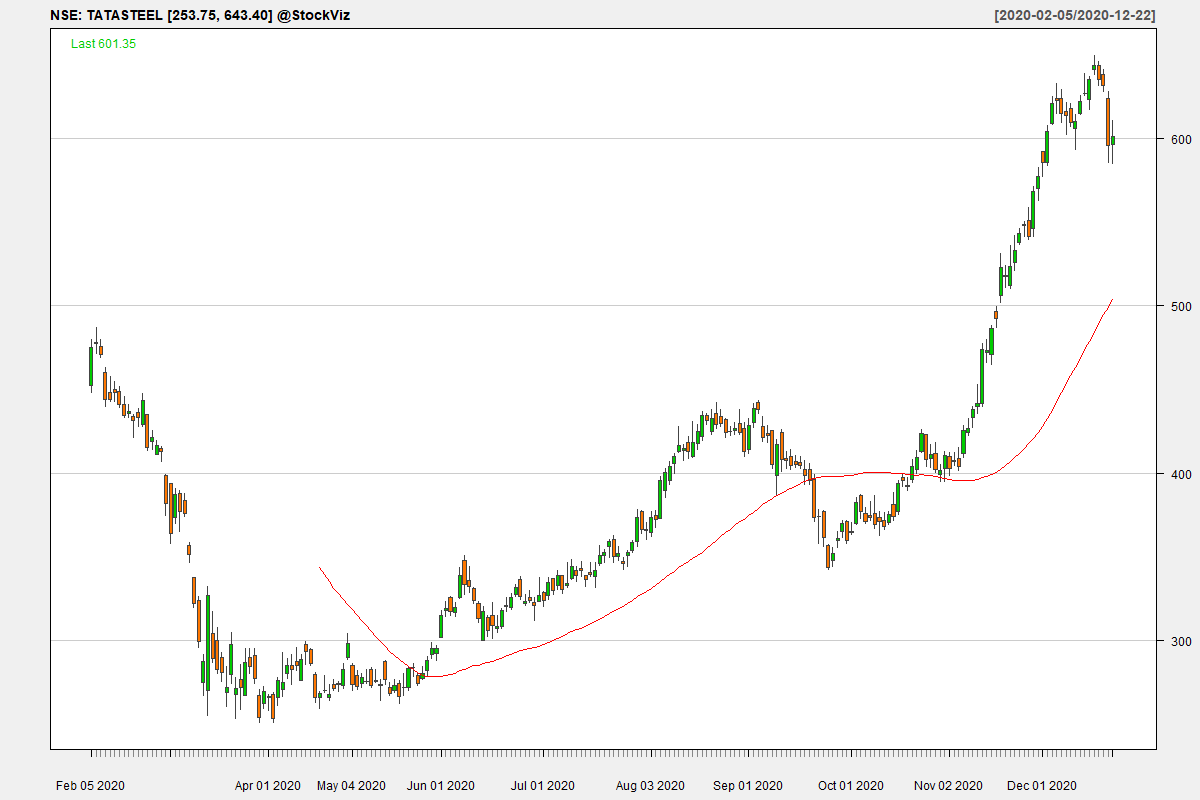 NSE: TATASTEEL [253.75, 643.40] @StockViz
[2020-02-05/2020-12-22]
Last 601.35
600
500
400
300
Feb 05 2020 Apr 01 2020 May 04 2020 Jun 01 2020 Jul 01 2020 Aug 03 2020 Sep 01 2020 Oct 01 2020 Nov 02 2020 Dec 01 2020